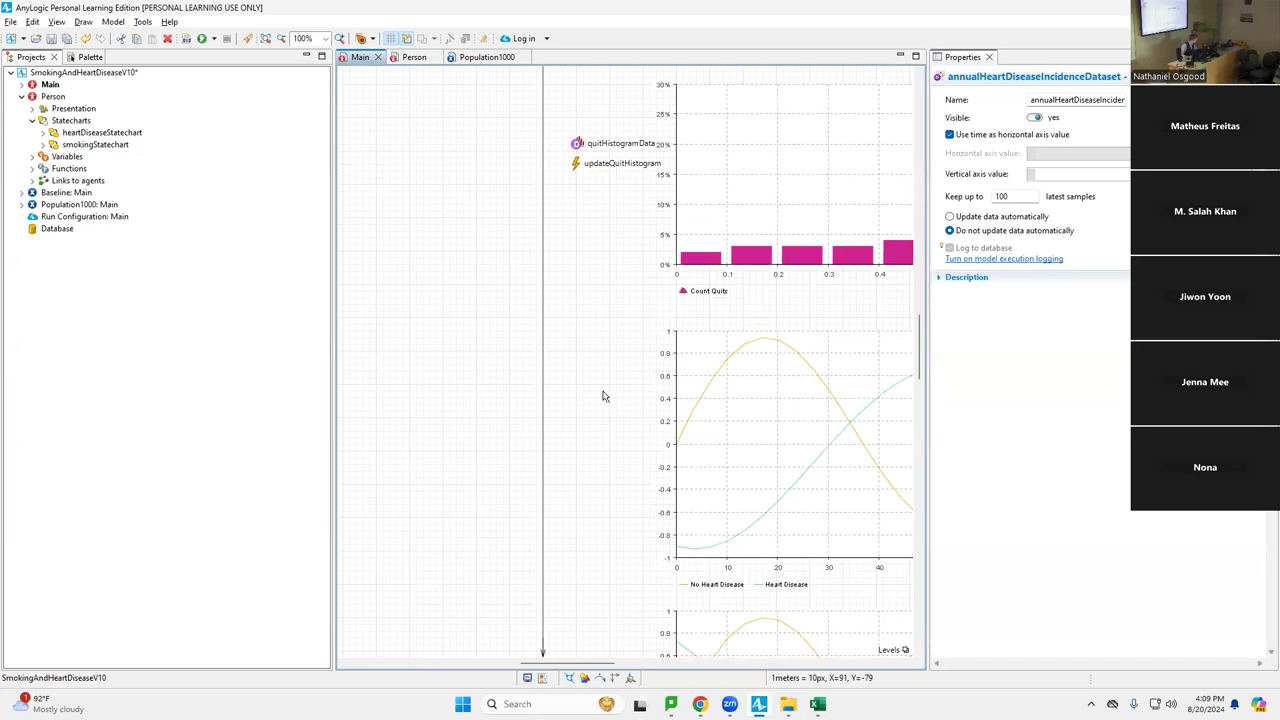 AnyLogic Personal Learning Edition [PERSONAL LEARNING USE ONLY]
File Edit View Draw Model Tools Help
100% Log in
Projects Palette
SmokingAndHeartDiseaseV10*
Main
Person
Presentation
Statecharts
heartDiseaseStatechart
smokingStatechart
Variables
Functions
Links to agents
Baseline: Main
Population1000: Main
Run Configuration: Main
Database
Main Person Population1000
30%
25%
20%
15%
10%
5%
0%
quitHistogramData
updateQuitHistogram
0 0.1 0.2 0.3 0.4
Count Quits
1
0.8
0.6
0.4
0.2
0
-0.2
-0.4
-0.6
-0.8
-1
0 10 20 30 40
No Heart Disease Heart Disease
1
0.8
0.6
Levels
Properties
annualHeartDiseaseIncidenceDataset -
Name: annualHeartDiseaseInciden
Visible: yes
Use time as horizontal axis value
Horizontal axis value:
Vertical axis value:
Keep up to 100 latest samples
Update data automatically
Do not update data automatically
Log to database
Turn on model execution logging
Description
Nathaniel Osgood
Matheus Freitas
M. Salah Khan
Jiwon Yoon
Jenna Mee
Nona
SmokingAndHeartDiseaseV10
1meters = 10px, X=91, Y=-79
1
92°F
Mostly cloudy
Search
4:09 PM
8/20/2024